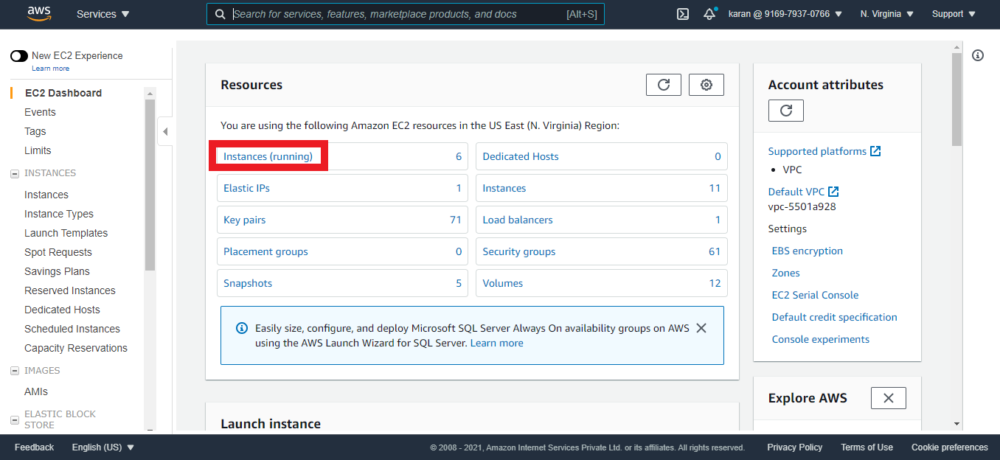 aws
Services
Search for services, features, marketplace products, and docs
[Alt+S]
karan @ 9169-7937-0766
N. Virginia
Support
New EC2 Experience
Learn more
EC2 Dashboard
Events
Tags
Limits
INSTANCES
Instances
Instance Types
Launch Templates
Spot Requests
Savings Plans
Reserved Instances
Dedicated Hosts
Scheduled Instances
Capacity Reservations
IMAGES
AMIs
ELASTIC BLOCK
STORE
Resources
You are using the following Amazon EC2 resources in the US East (N. Virginia) Region:
Instances (running) 6
Dedicated Hosts 0
Elastic IPs 1
Instances 11
Key pairs 71
Load balancers 1
Placement groups 0
Security groups 61
Snapshots 5
Volumes 12
Easily size, configure, and deploy Microsoft SQL Server Always On availability groups on AWS
using the AWS Launch Wizard for SQL Server. Learn more
Launch instance
Account attributes
Supported platforms
• VPC
Default VPC
vpc-5501a928
Settings
EBS encryption
Zones
EC2 Serial Console
Default credit specification
Console experiments
Explore AWS
Feedback
English (US)
© 2008 - 2021, Amazon Internet Services Private Ltd. or its affiliates. All rights reserved.
Privacy Policy
Terms of Use
Cookie preferences